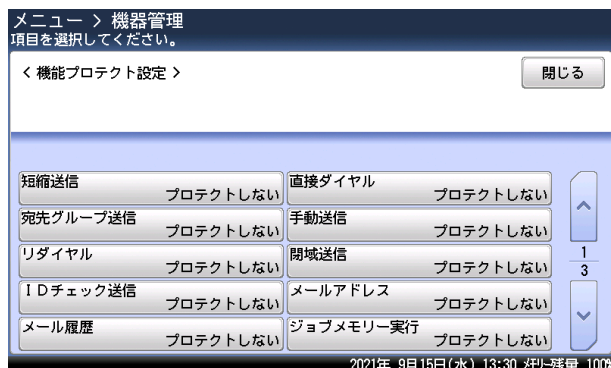 メニュー > 機器管理
項目を選択してください。
< 機能プロテクト設定 >
閉じる
短縮送信
プロテクトしない
直接ダイヤル
プロテクトしない
宛先グループ送信
プロテクトしない
手動送信
プロテクトしない
リダイヤル
プロテクトしない
閉域送信
プロテクトしない
1
3
IDチェック送信
プロテクトしない
メールアドレス
プロテクトしない
メール履歴
プロテクトしない
ジョブメモリー実行
プロテクトしない
2021年 9月15日(水) 13:30 メモリー残量 100%